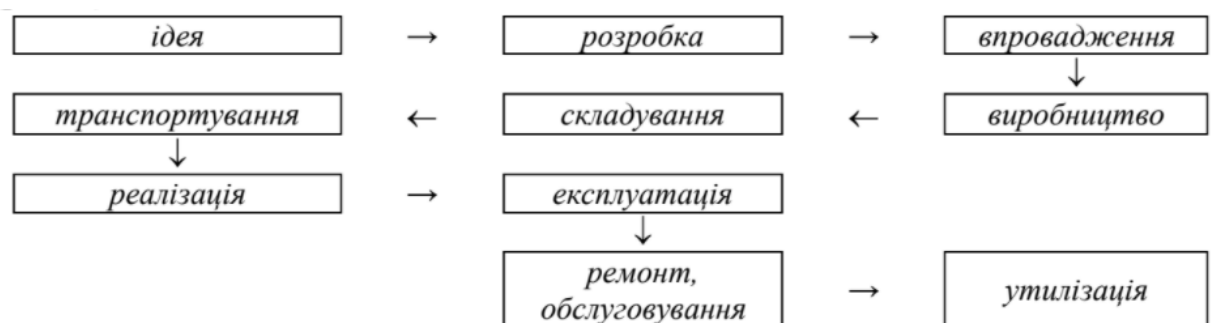 ідея → розробка → впровадження
↓
транспортування ← складування ← виробництво
↓
реалізація → експлуатація
↓
ремонт,
обслуговування → утилізація